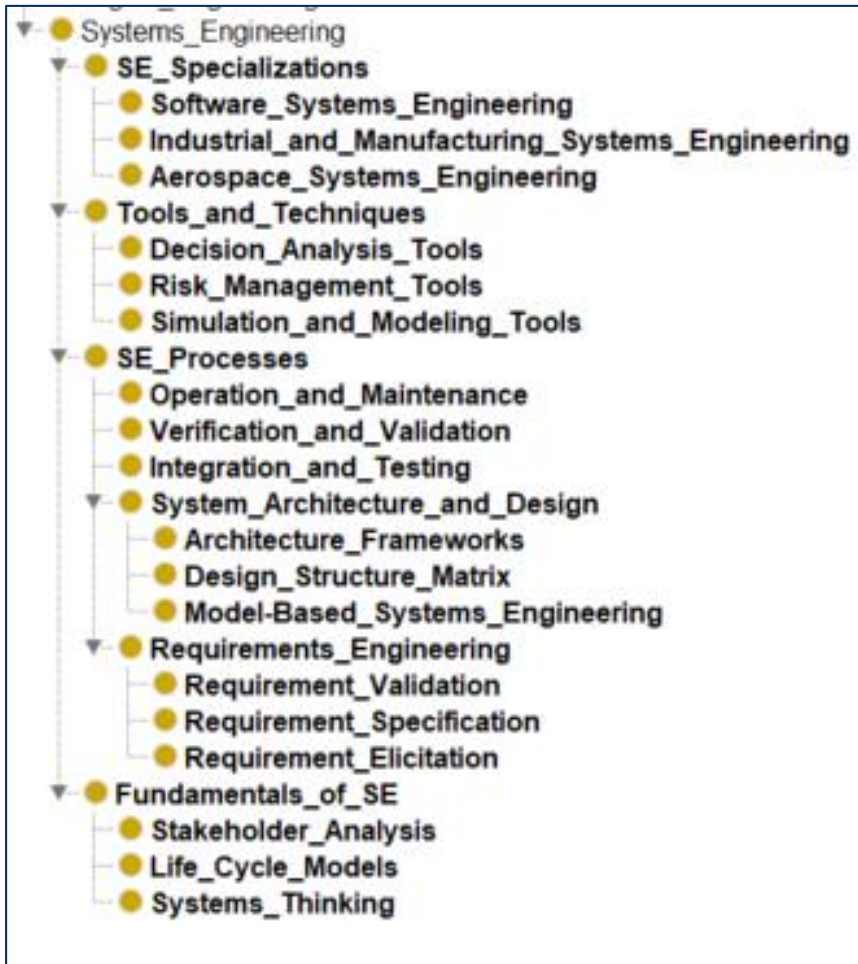 Systems_Engineering
SE_Specializations
Software_Systems_Engineering
Industrial_and_Manufacturing_Systems_Engineering
Aerospace_Systems_Engineering
Tools_and_Techniques
Decision_Analysis_Tools
Risk_Management_Tools
Simulation_and_Modeling_Tools
SE_Processes
Operation_and_Maintenance
Verification_and_Validation
Integration_and_Testing
System_Architecture_and_Design
Architecture_Frameworks
Design_Structure_Matrix
Model-Based_Systems_Engineering
Requirements_Engineering
Requirement_Validation
Requirement_Specification
Requirement_Elicitation
Fundamentals_of_SE
Stakeholder_Analysis
Life_Cycle_Models
Systems_Thinking